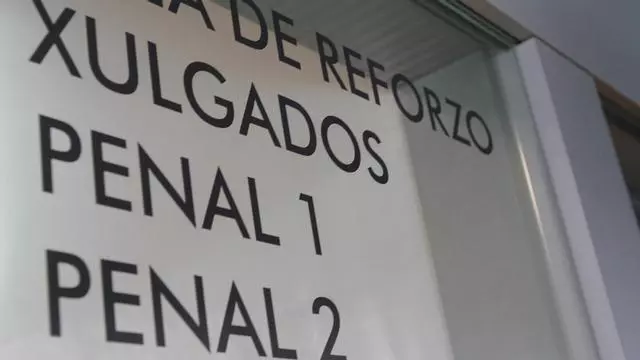 DE REFORZO
XULGADOS
PENAL 1
PENAL 2